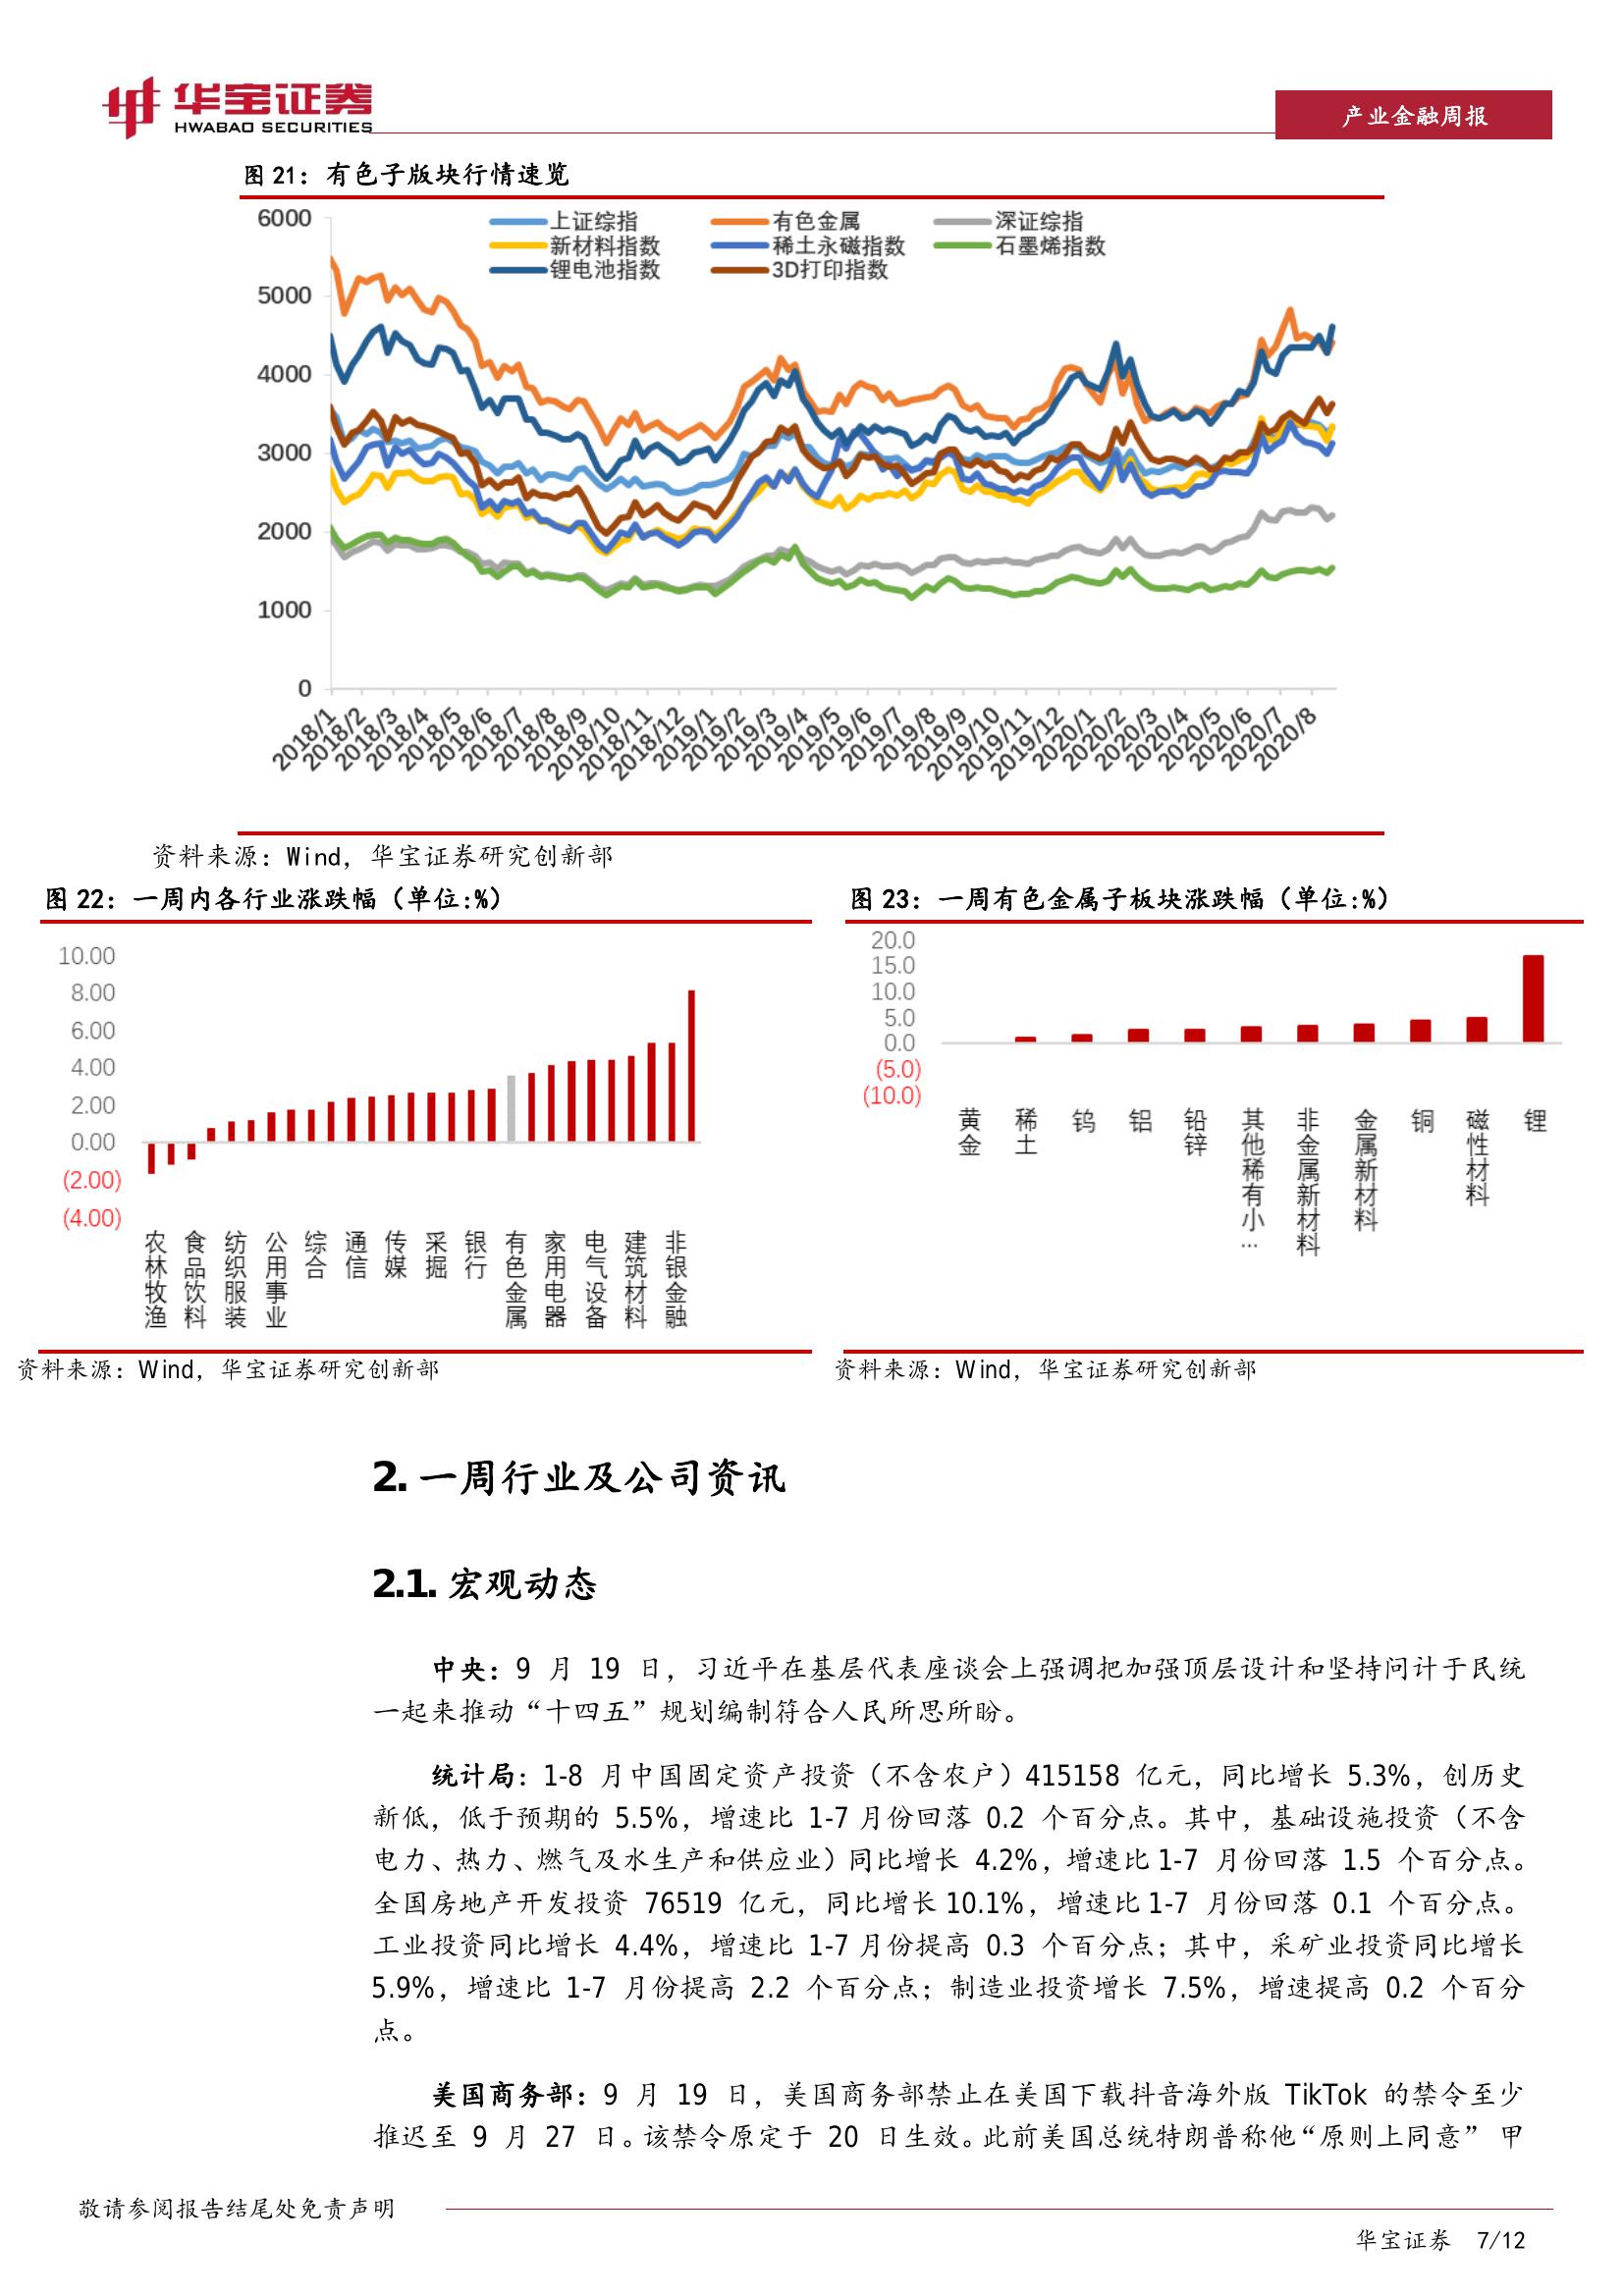 华宝证券
HWABAO SECURITIES
产业金融周报
图 21：有色子版块行情速览
上证综指
有色金属
深证综指
新材料指数
稀土永磁指数
石墨烯指数
锂电池指数
3D打印指数
6000
5000
4000
3000
2000
1000
0
2018/1
2018/2
2018/3
2018/4
2018/5
2018/6
2018/7
2018/8
2018/9
2018/10
2018/11
2018/12
2019/1
2019/2
2019/3
2019/4
2019/5
2019/6
2019/7
2019/8
2019/9
2019/10
2019/11
2019/12
2020/1
2020/2
2020/3
2020/4
2020/5
2020/6
2020/7
2020/8
资料来源：Wind，华宝证券研究创新部
图 22：一周内各行业涨跌幅（单位:%）
10.00
8.00
6.00
4.00
2.00
0.00
(2.00)
(4.00)
农林牧渔
食品饮料
纺织服装
公用事业
综合
通信
传媒
采掘
银行
有色金属
家用电器
电气设备
建筑材料
非银金融
资料来源：Wind，华宝证券研究创新部
图 23：一周有色金属子板块涨跌幅（单位:%）
20.0
15.0
10.0
5.0
0.0
(5.0)
(10.0)
黄金
稀土
钨
铝
铅锌
其他稀有小…
非金属新材料
金属新材料
铜
磁性材料
锂
资料来源：Wind，华宝证券研究创新部
2. 一周行业及公司资讯
2.1. 宏观动态
中央：9 月 19 日，习近平在基层代表座谈会上强调把加强顶层设计和坚持问计于民统
一起来推动“十四五”规划编制符合人民所思所盼。
统计局：1-8 月中国固定资产投资（不含农户）415158 亿元，同比增长 5.3%，创历史
新低，低于预期的 5.5%，增速比 1-7 月份回落 0.2 个百分点。其中，基础设施投资（不含
电力、热力、燃气及水生产和供应业）同比增长 4.2%，增速比 1-7 月份回落 1.5 个百分点。
全国房地产开发投资 76519 亿元，同比增长 10.1%，增速比 1-7 月份回落 0.1 个百分点。
工业投资同比增长 4.4%，增速比 1-7 月份提高 0.3 个百分点；其中，采矿业投资同比增长
5.9%，增速比 1-7 月份提高 2.2 个百分点；制造业投资增长 7.5%，增速提高 0.2 个百分
点。
美国商务部：9 月 19 日，美国商务部禁止在美国下载抖音海外版 TikTok 的禁令至少
推迟至 9 月 27 日。该禁令原定于 20 日生效。此前美国总统特朗普称他“原则上同意” 甲
敬请参阅报告结尾处免责声明
华宝证券 7/12